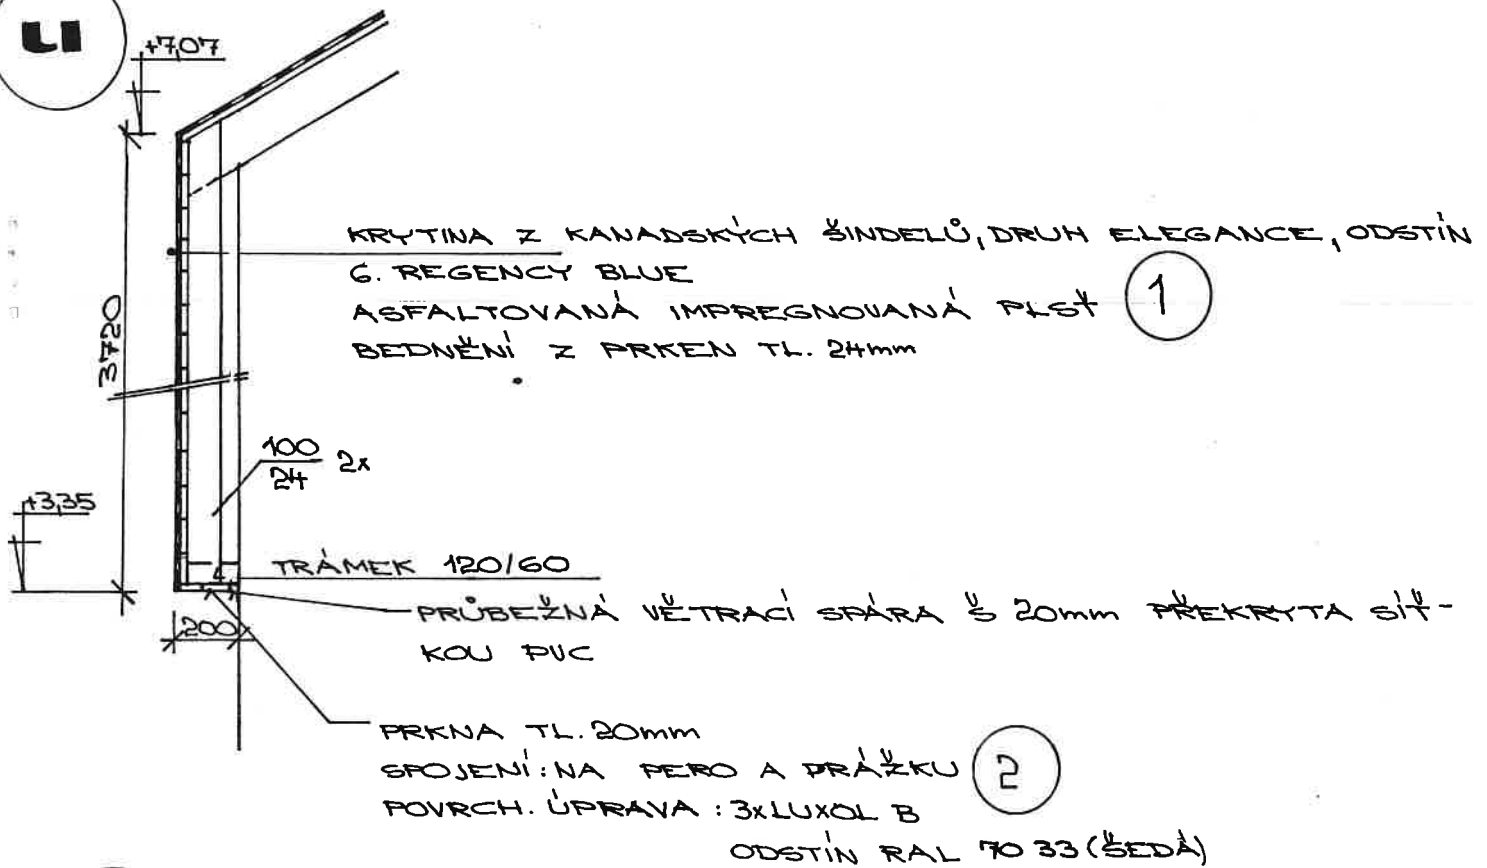 LI
+7,07
KRYTINA Z KANADSKÝCH ŠINDELŮ, DRUH ELEGANCE, ODSTÍN
6. REGENCY BLUE
ASFALTOVANÁ IMPREGNOVANÁ PLSŤ
1
BEDNĚNÍ Z PRKEN TL. 24mm
3720
100
24 2x
+3,35
TRÁMEK 120/60
PRŮBEŽNÁ VĚTRACÍ SPÁRA Š 20mm PŘEKRYTA SÍŤ-
KOU PVC
200
PRKNA TL. 20mm
SPOJENÍ: NA PERO A DRÁŽKU
2
POVRCH. ÚPRAVA : 3x LUXOL B
ODSTÍN RAL 70 33 (ŠEDÁ)